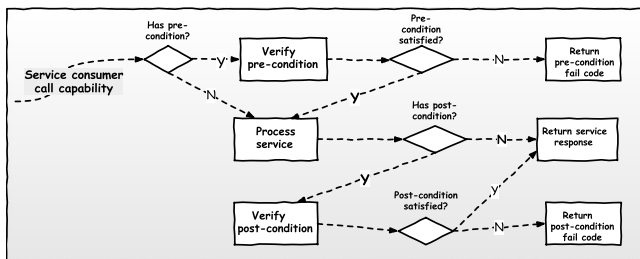 Has pre-
condition?
Pre-
condition
satisfied?
Service consumer
call capability
y
Verify
pre-condition
N
Return
pre-condition
fail code
N
y
Process
service
Has post-
condition?
N
Return service
response
y
Verify
post-condition
Post-condition
satisfied?
y
N
Return
post-condition
fail code